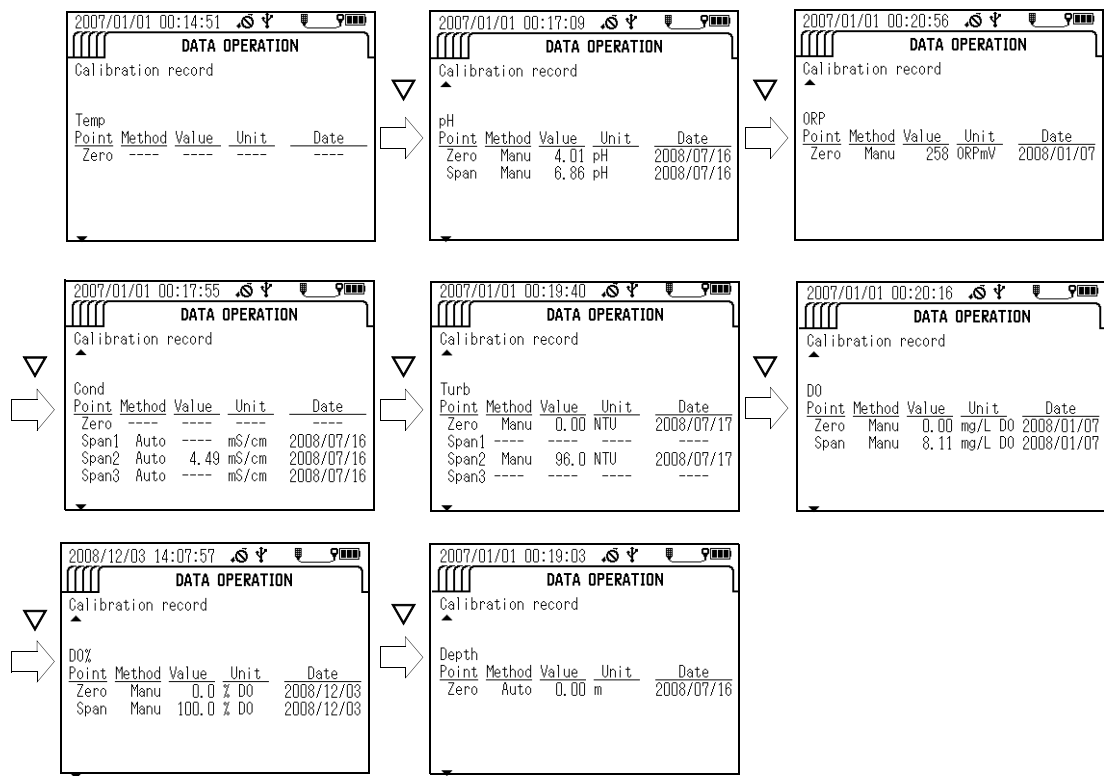 2007/01/01 00:14:51
DATA OPERATION
Calibration record
Temp
Point Method Value Unit Date
Zero ---- ---- ---- ----
2007/01/01 00:17:09
DATA OPERATION
Calibration record
pH
Point Method Value Unit Date
Zero Manu 4.01 pH 2008/07/16
Span Manu 6.86 pH 2008/07/16
2007/01/01 00:20:56
DATA OPERATION
Calibration record
ORP
Point Method Value Unit Date
Zero Manu 258 ORPmV 2008/01/07
2007/01/01 00:17:55
DATA OPERATION
Calibration record
Cond
Point Method Value Unit Date
Zero ---- ---- ---- ----
Span1 Auto ---- mS/cm 2008/07/16
Span2 Auto 4.49 mS/cm 2008/07/16
Span3 Auto ---- mS/cm 2008/07/16
2007/01/01 00:19:40
DATA OPERATION
Calibration record
Turb
Point Method Value Unit Date
Zero Manu 0.00 NTU 2008/07/17
Span1 ---- ---- ---- ----
Span2 Manu 96.0 NTU 2008/07/17
Span3 ---- ---- ---- ----
2007/01/01 00:20:16
DATA OPERATION
Calibration record
DO
Point Method Value Unit Date
Zero Manu 0.00 mg/L DO 2008/01/07
Span Manu 8.11 mg/L DO 2008/01/07
2008/12/03 14:07:57
DATA OPERATION
Calibration record
DO%
Point Method Value Unit Date
Zero Manu 0.0 % DO 2008/12/03
Span Manu 100.0 % DO 2008/12/03
2007/01/01 00:19:03
DATA OPERATION
Calibration record
Depth
Point Method Value Unit Date
Zero Auto 0.00 m 2008/07/16